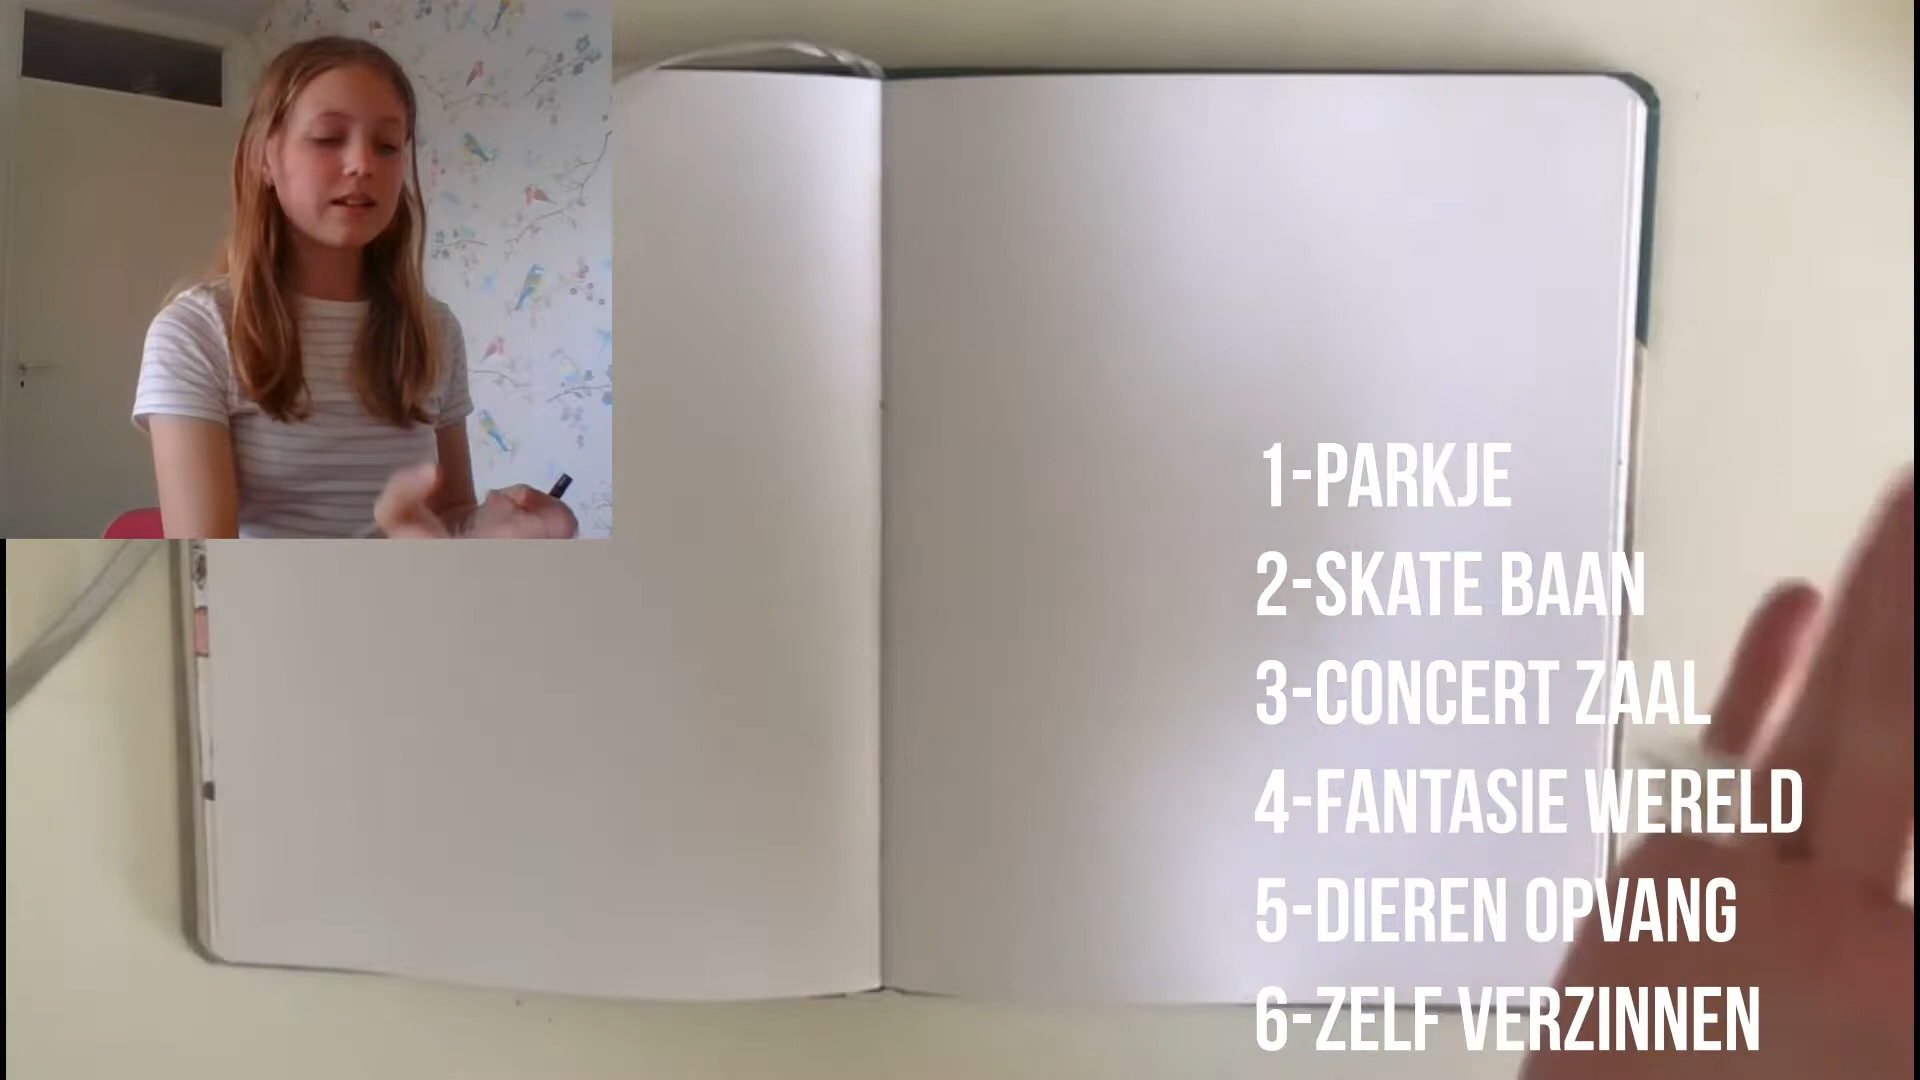 1-PARKJE
2-SKATE BAAN
3-CONCERT ZAAL
4-FANTASIE WERELD
5-DIEREN OPVANG
6-ZELF VERZINNEN